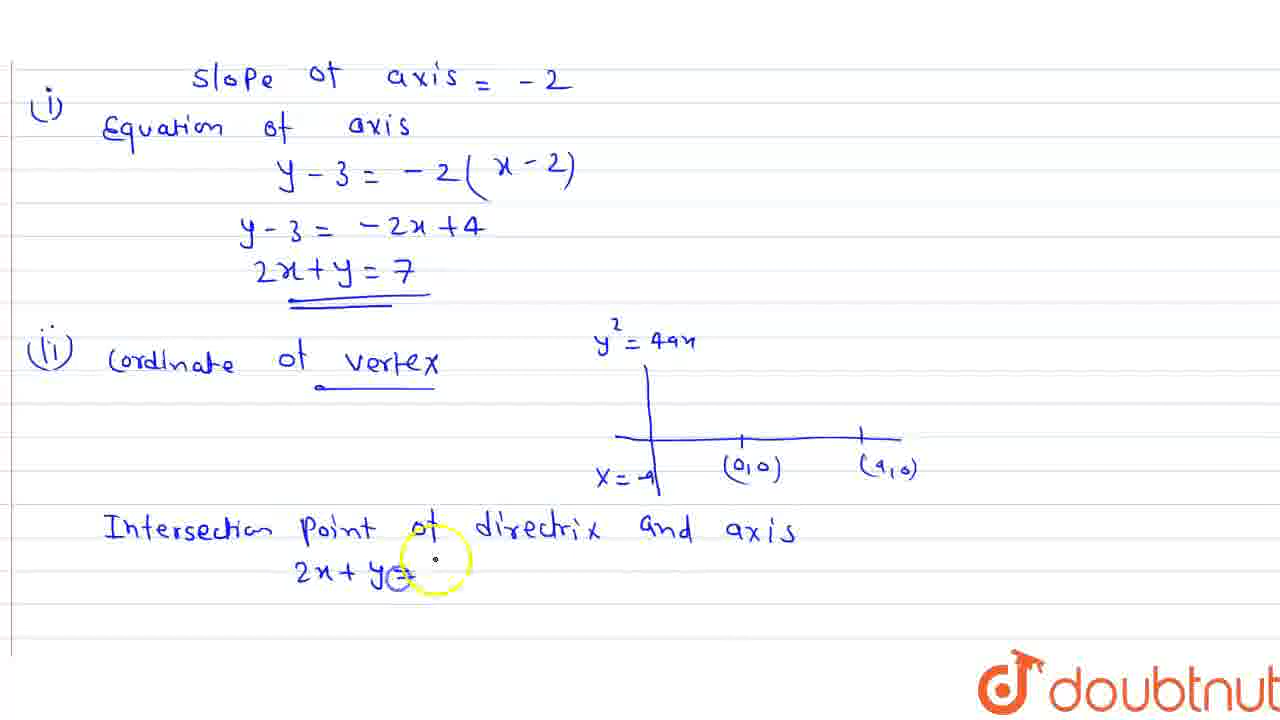 Slope of axis = -2
(i)
Equation of axis
y - 3 = -2(x - 2)
y - 3 = -2x + 4
2x + y = 7
(ii) Cordinate of vertex
y² = 4ax
x = -a
(0,0)
(a,0)
Intersection point of directrix and axis
2x + y =
doubtnut